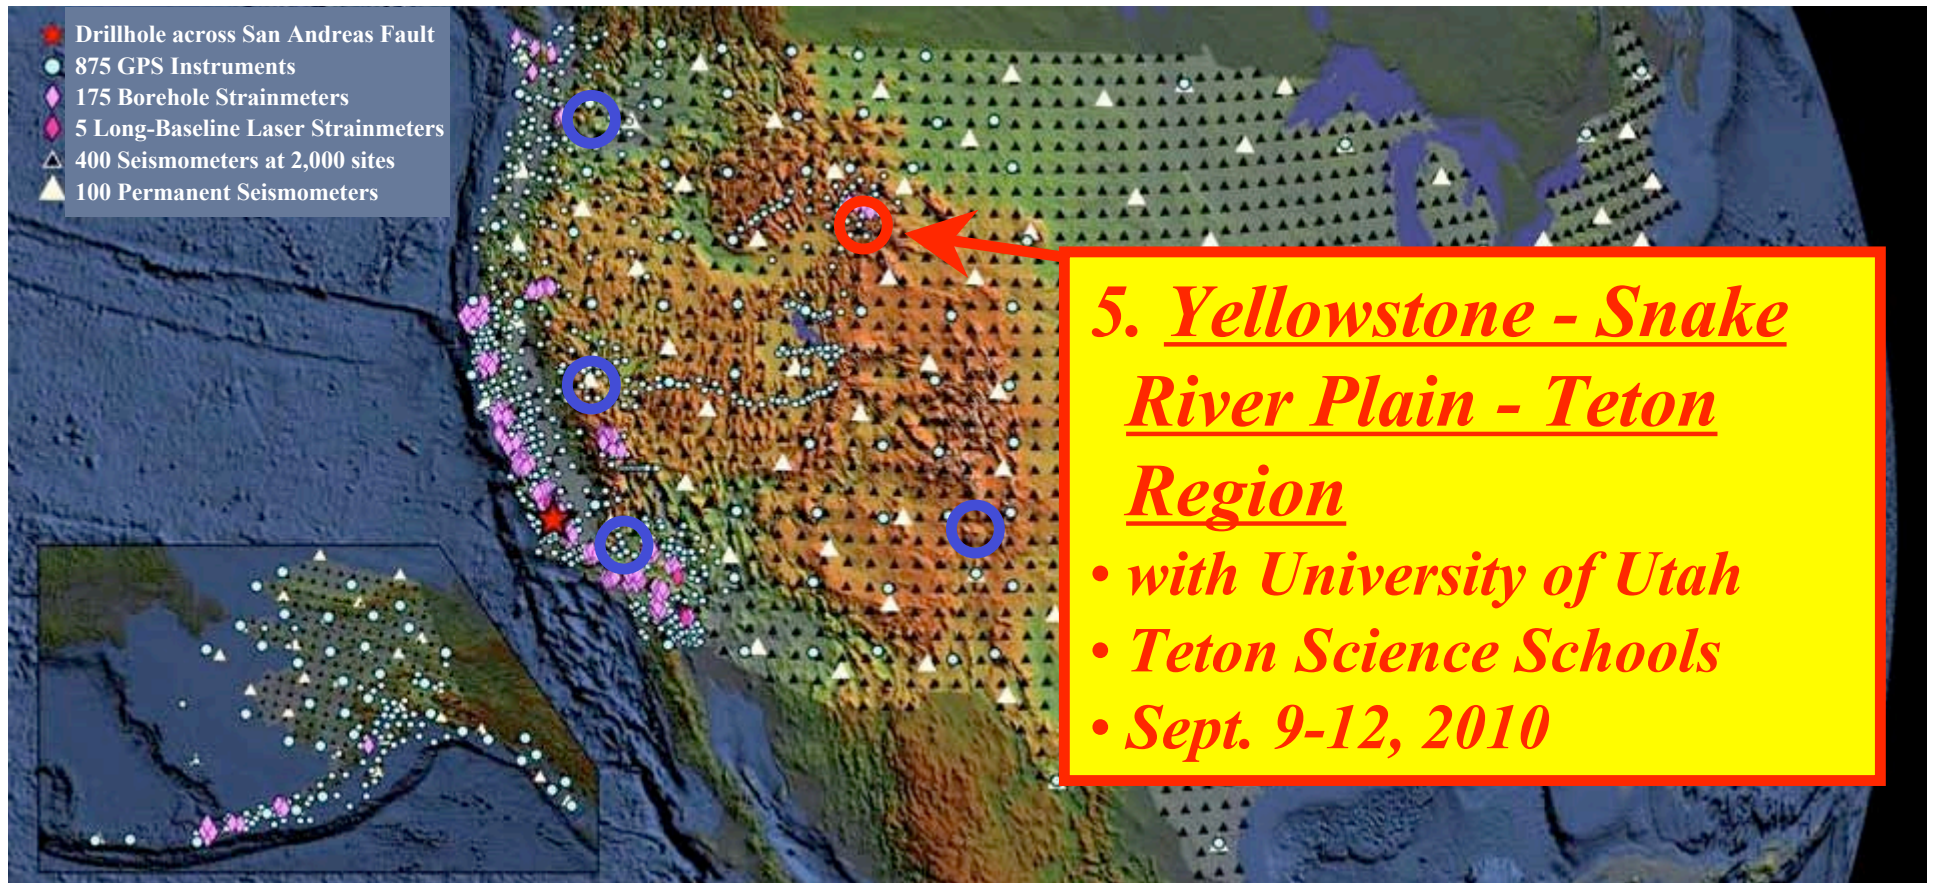 Drillhole across San Andreas Fault
875 GPS Instruments
175 Borehole Strainmeters
5 Long-Baseline Laser Strainmeters
400 Seismometers at 2,000 sites
100 Permanent Seismometers
5. Yellowstone - Snake
River Plain - Teton
Region
• with University of Utah
• Teton Science Schools
• Sept. 9-12, 2010